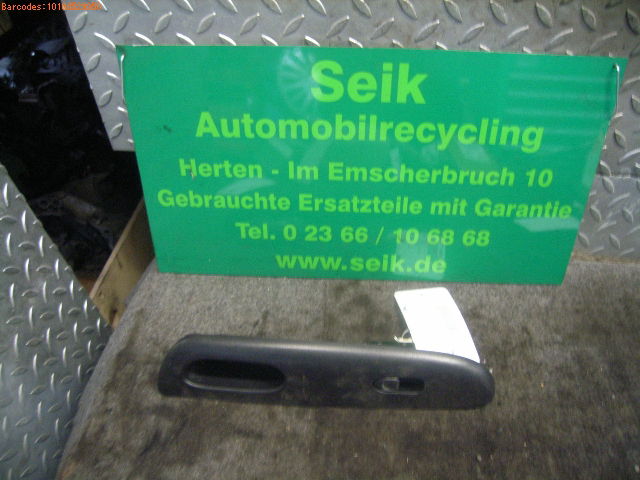 Seik
Automobilrecycling
Herten - Im Emscherbruch 10
Gebrauchte Ersatzteile mit Garantie
Tel. 0 23 66 / 10 68 68
www.seik.de